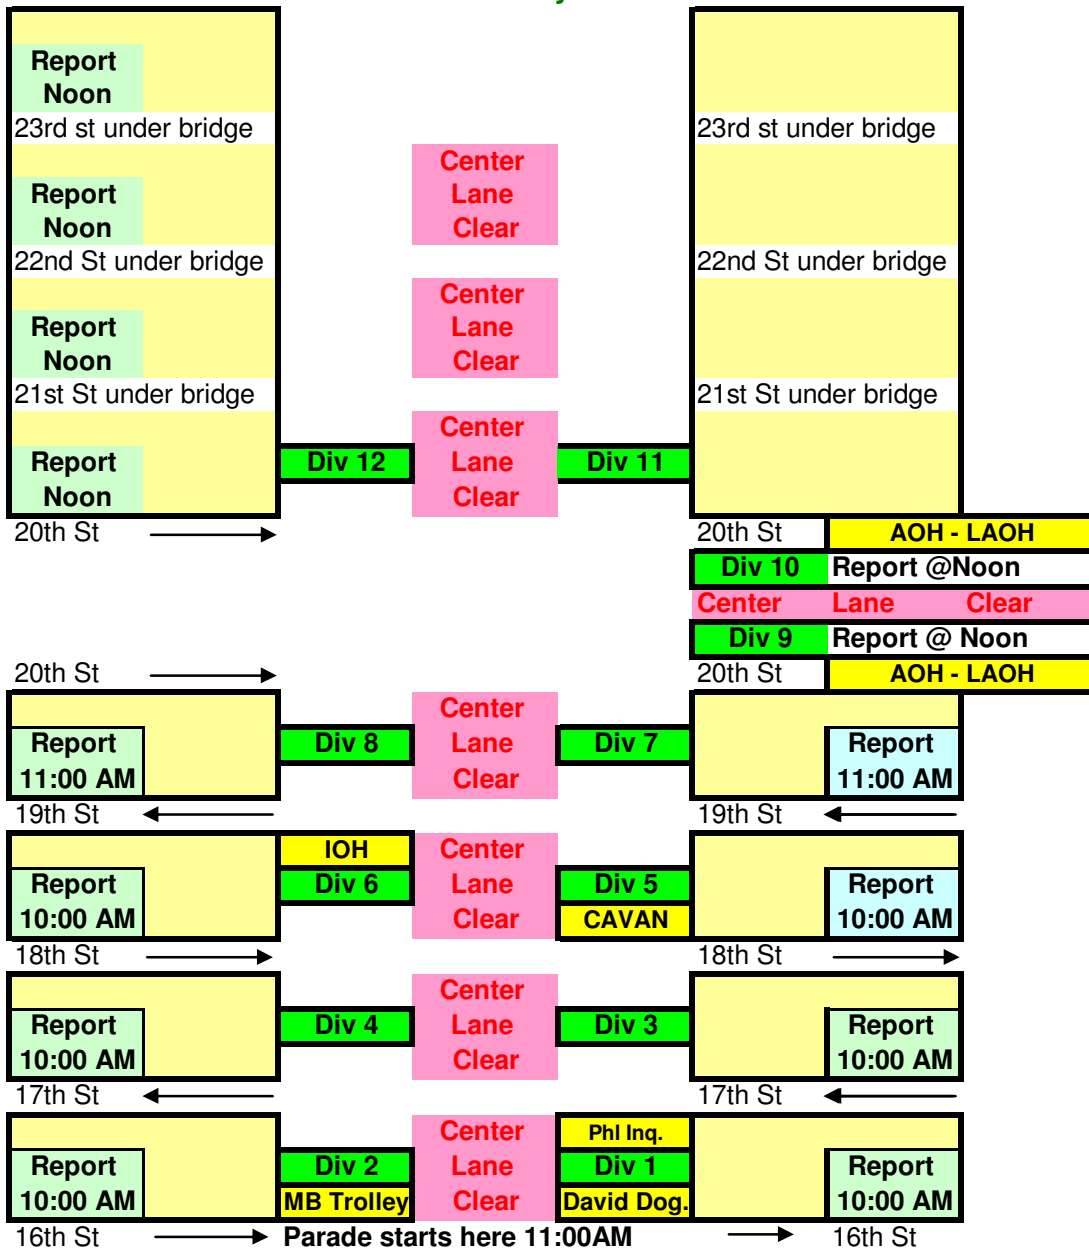 Report
Noon
23rd st under bridge
23rd st under bridge
Center
Lane
Clear
Report
Noon
22nd St under bridge
22nd St under bridge
Center
Lane
Clear
Report
Noon
21st St under bridge
21st St under bridge
Center
Lane
Clear
Report
Noon
Div 12
Div 11
20th St
20th St
AOH - LAOH
Div 10 Report @Noon
Center Lane Clear
Div 9 Report @ Noon
20th St
20th St
AOH - LAOH
Report
11:00 AM
Div 8
Center
Lane
Clear
Div 7
Report
11:00 AM
19th St
19th St
Report
10:00 AM
IOH
Div 6
Center
Lane
Clear
Div 5
CAVAN
Report
10:00 AM
18th St
18th St
Report
10:00 AM
Div 4
Center
Lane
Clear
Div 3
Report
10:00 AM
17th St
17th St
Report
10:00 AM
Div 2
MB Trolley
Center
Lane
Clear
Phl Inq.
Div 1
David Dog.
Report
10:00 AM
16th St
Parade starts here 11:00AM
16th St